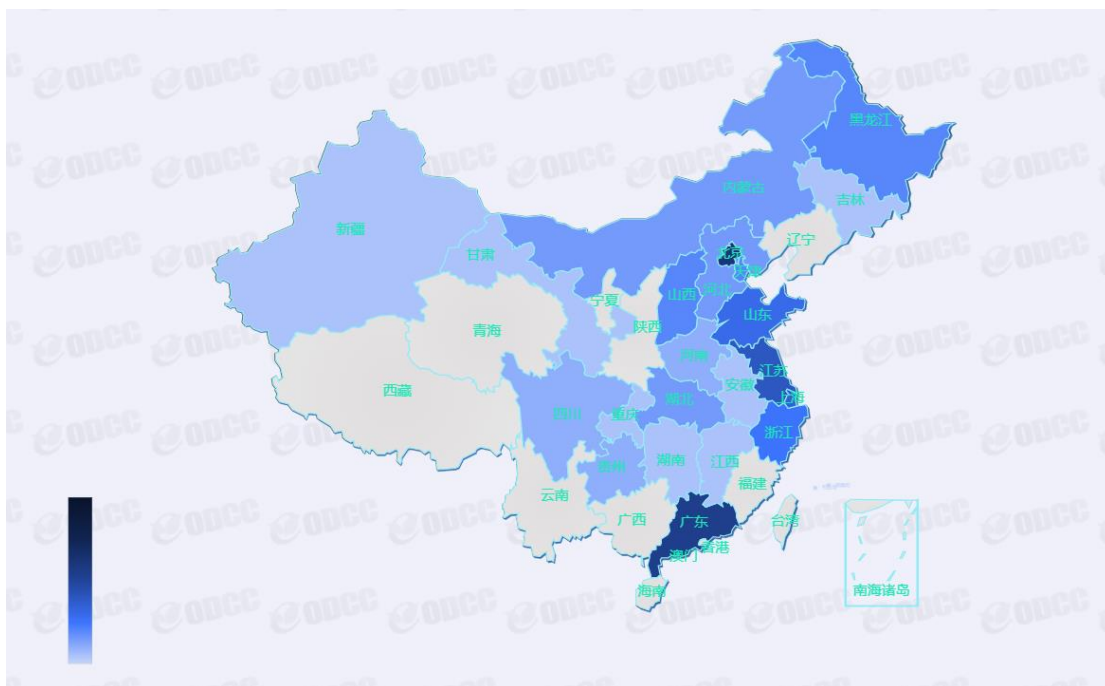 黑龙江
内蒙古
吉林
新疆
辽宁
北京
甘肃
天津
宁夏
山西
河北
山东
青海
陕西
河南
江苏
西藏
安徽
上海
重庆
湖北
四川
浙江
湖南
江西
贵州
福建
云南
广西
广东
台湾
澳门
香港
海南
南海诸岛
ODCC